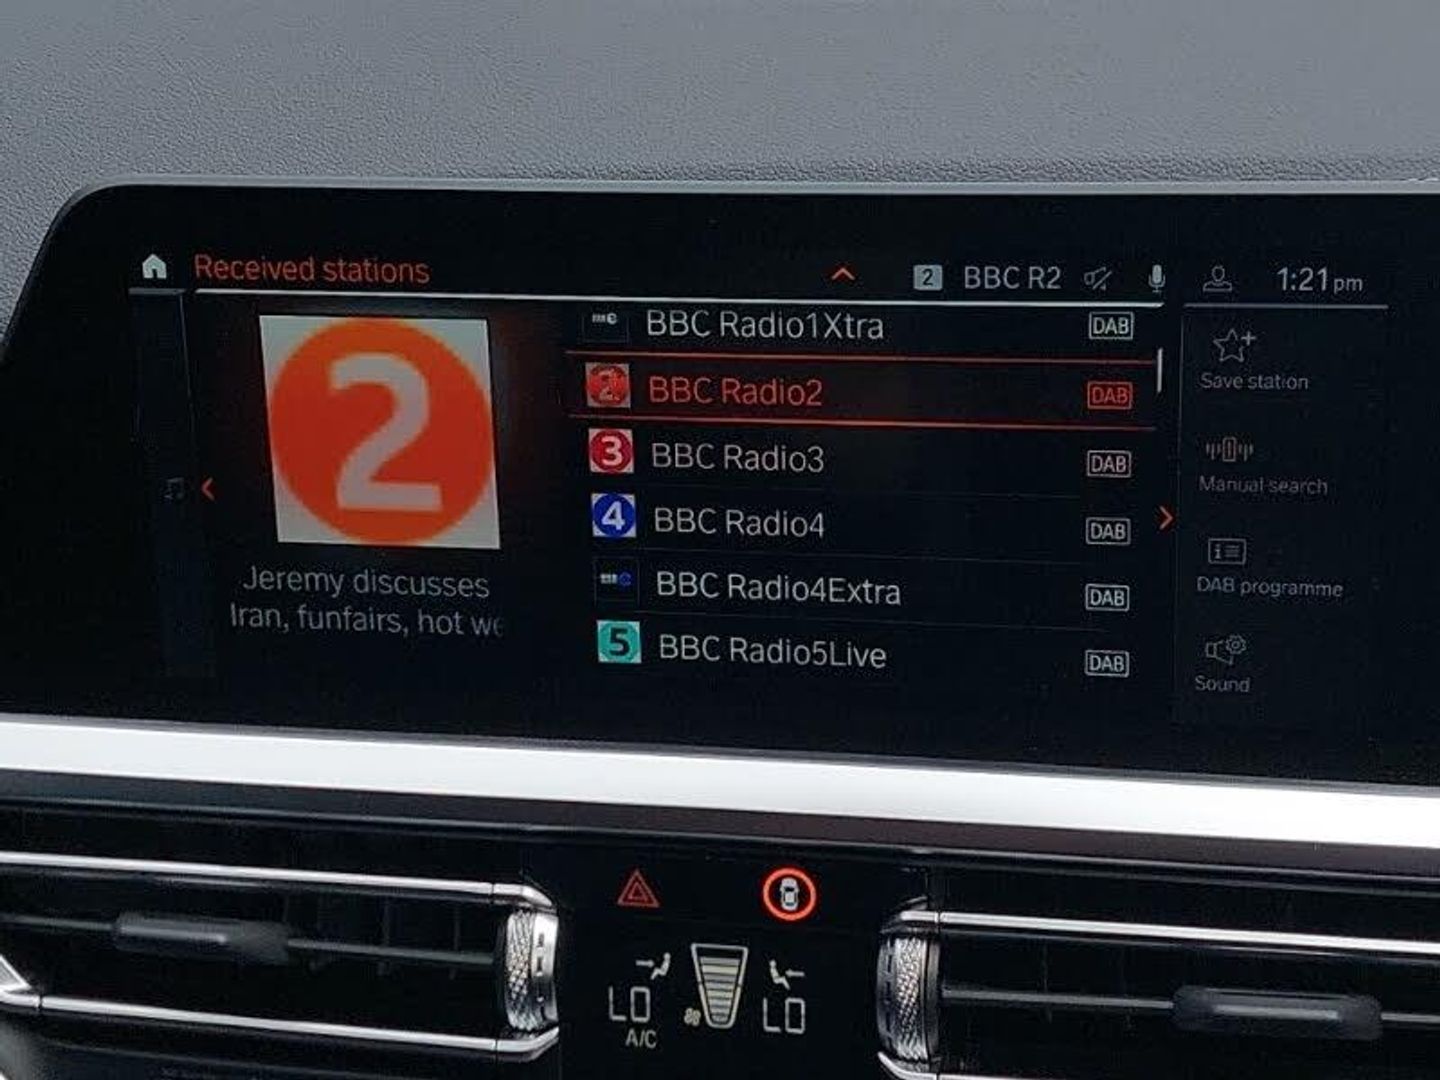 Received stations
2 BBC R2
1:21pm
2
Jeremy discusses
Iran, funfairs, hot we
BBC Radio1Xtra DAB
2 BBC Radio2 DAB
3 BBC Radio3 DAB
4 BBC Radio4 DAB
BBC Radio4Extra DAB
5 BBC Radio5Live DAB
Save station
Manual search
DAB programme
Sound
LO
A/C
LO